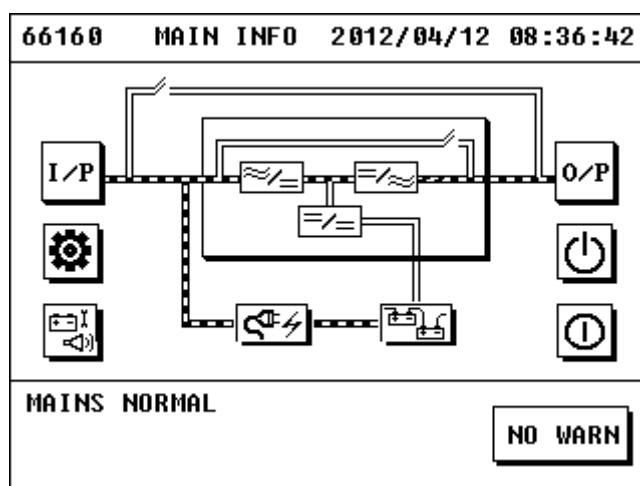 66160 MAIN INFO 2012/04/12 08:36:42
I/P
O/P
MAINS NORMAL
NO WARN